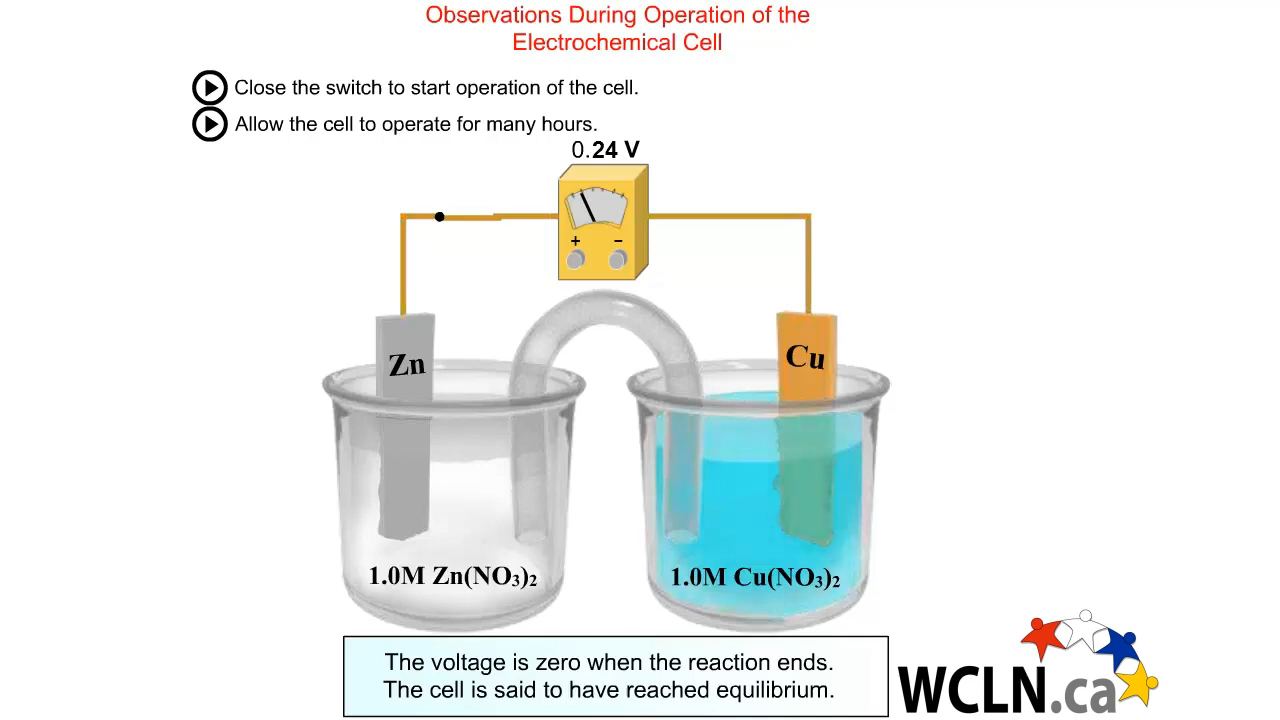 Observations During Operation of the
Electrochemical Cell
Close the switch to start operation of the cell.
Allow the cell to operate for many hours.
0.24 V
+ −
Zn
Cu
1.0M Zn(NO₃)₂
1.0M Cu(NO₃)₂
The voltage is zero when the reaction ends.
The cell is said to have reached equilibrium.
WCLN.ca